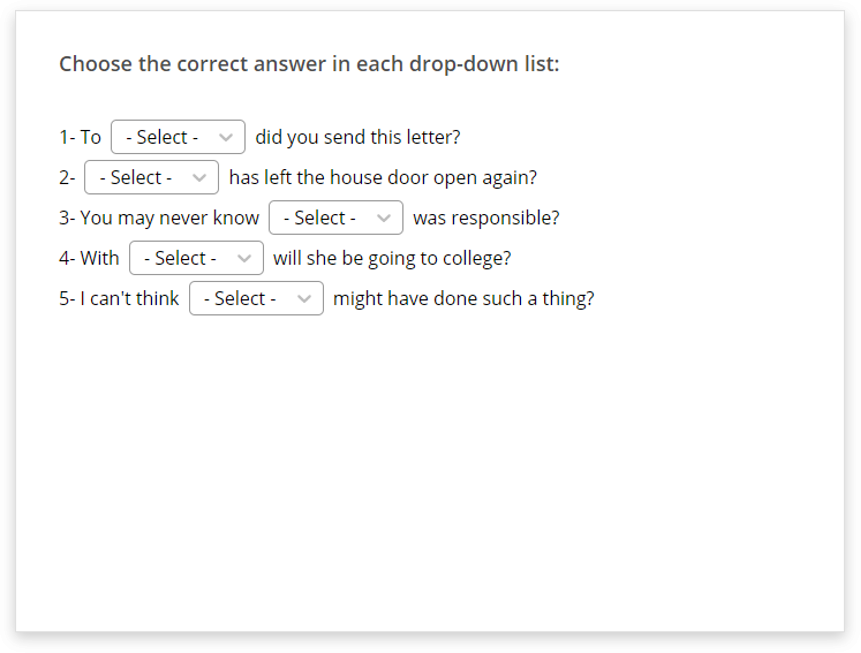 Choose the correct answer in each drop-down list:
1- To - Select - did you send this letter?
2- - Select - has left the house door open again?
3- You may never know - Select - was responsible?
4- With - Select - will she be going to college?
5- I can't think - Select - might have done such a thing?